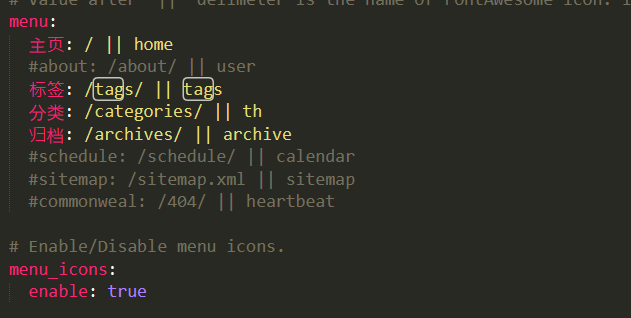 # Value after `||` delimeter is the name of FontAwesome icon. I
menu:
主页: / || home
#about: /about/ || user
标签: /tags/ || tags
分类: /categories/ || th
归档: /archives/ || archive
#schedule: /schedule/ || calendar
#sitemap: /sitemap.xml || sitemap
#commonweal: /404/ || heartbeat
# Enable/Disable menu icons.
menu_icons:
enable: true